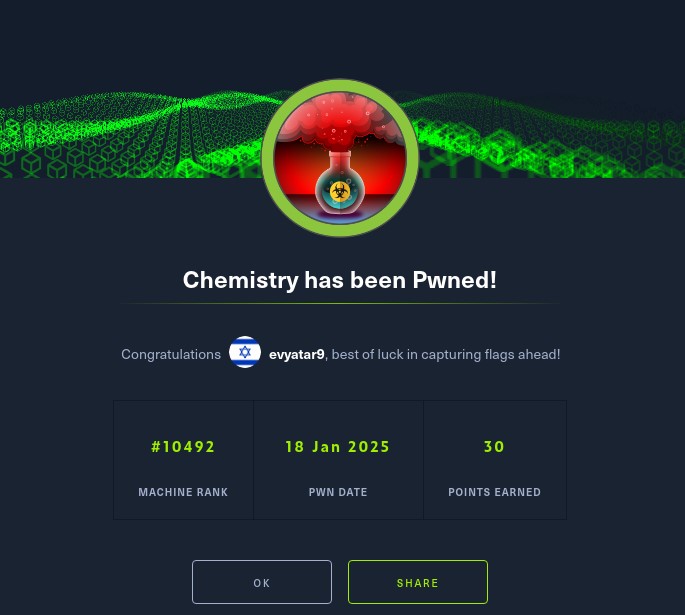 Chemistry has been Pwned!
Congratulations evyatar9, best of luck in capturing flags ahead!
#10492 18 Jan 2025 30
MACHINE RANK PWN DATE POINTS EARNED
OK SHARE